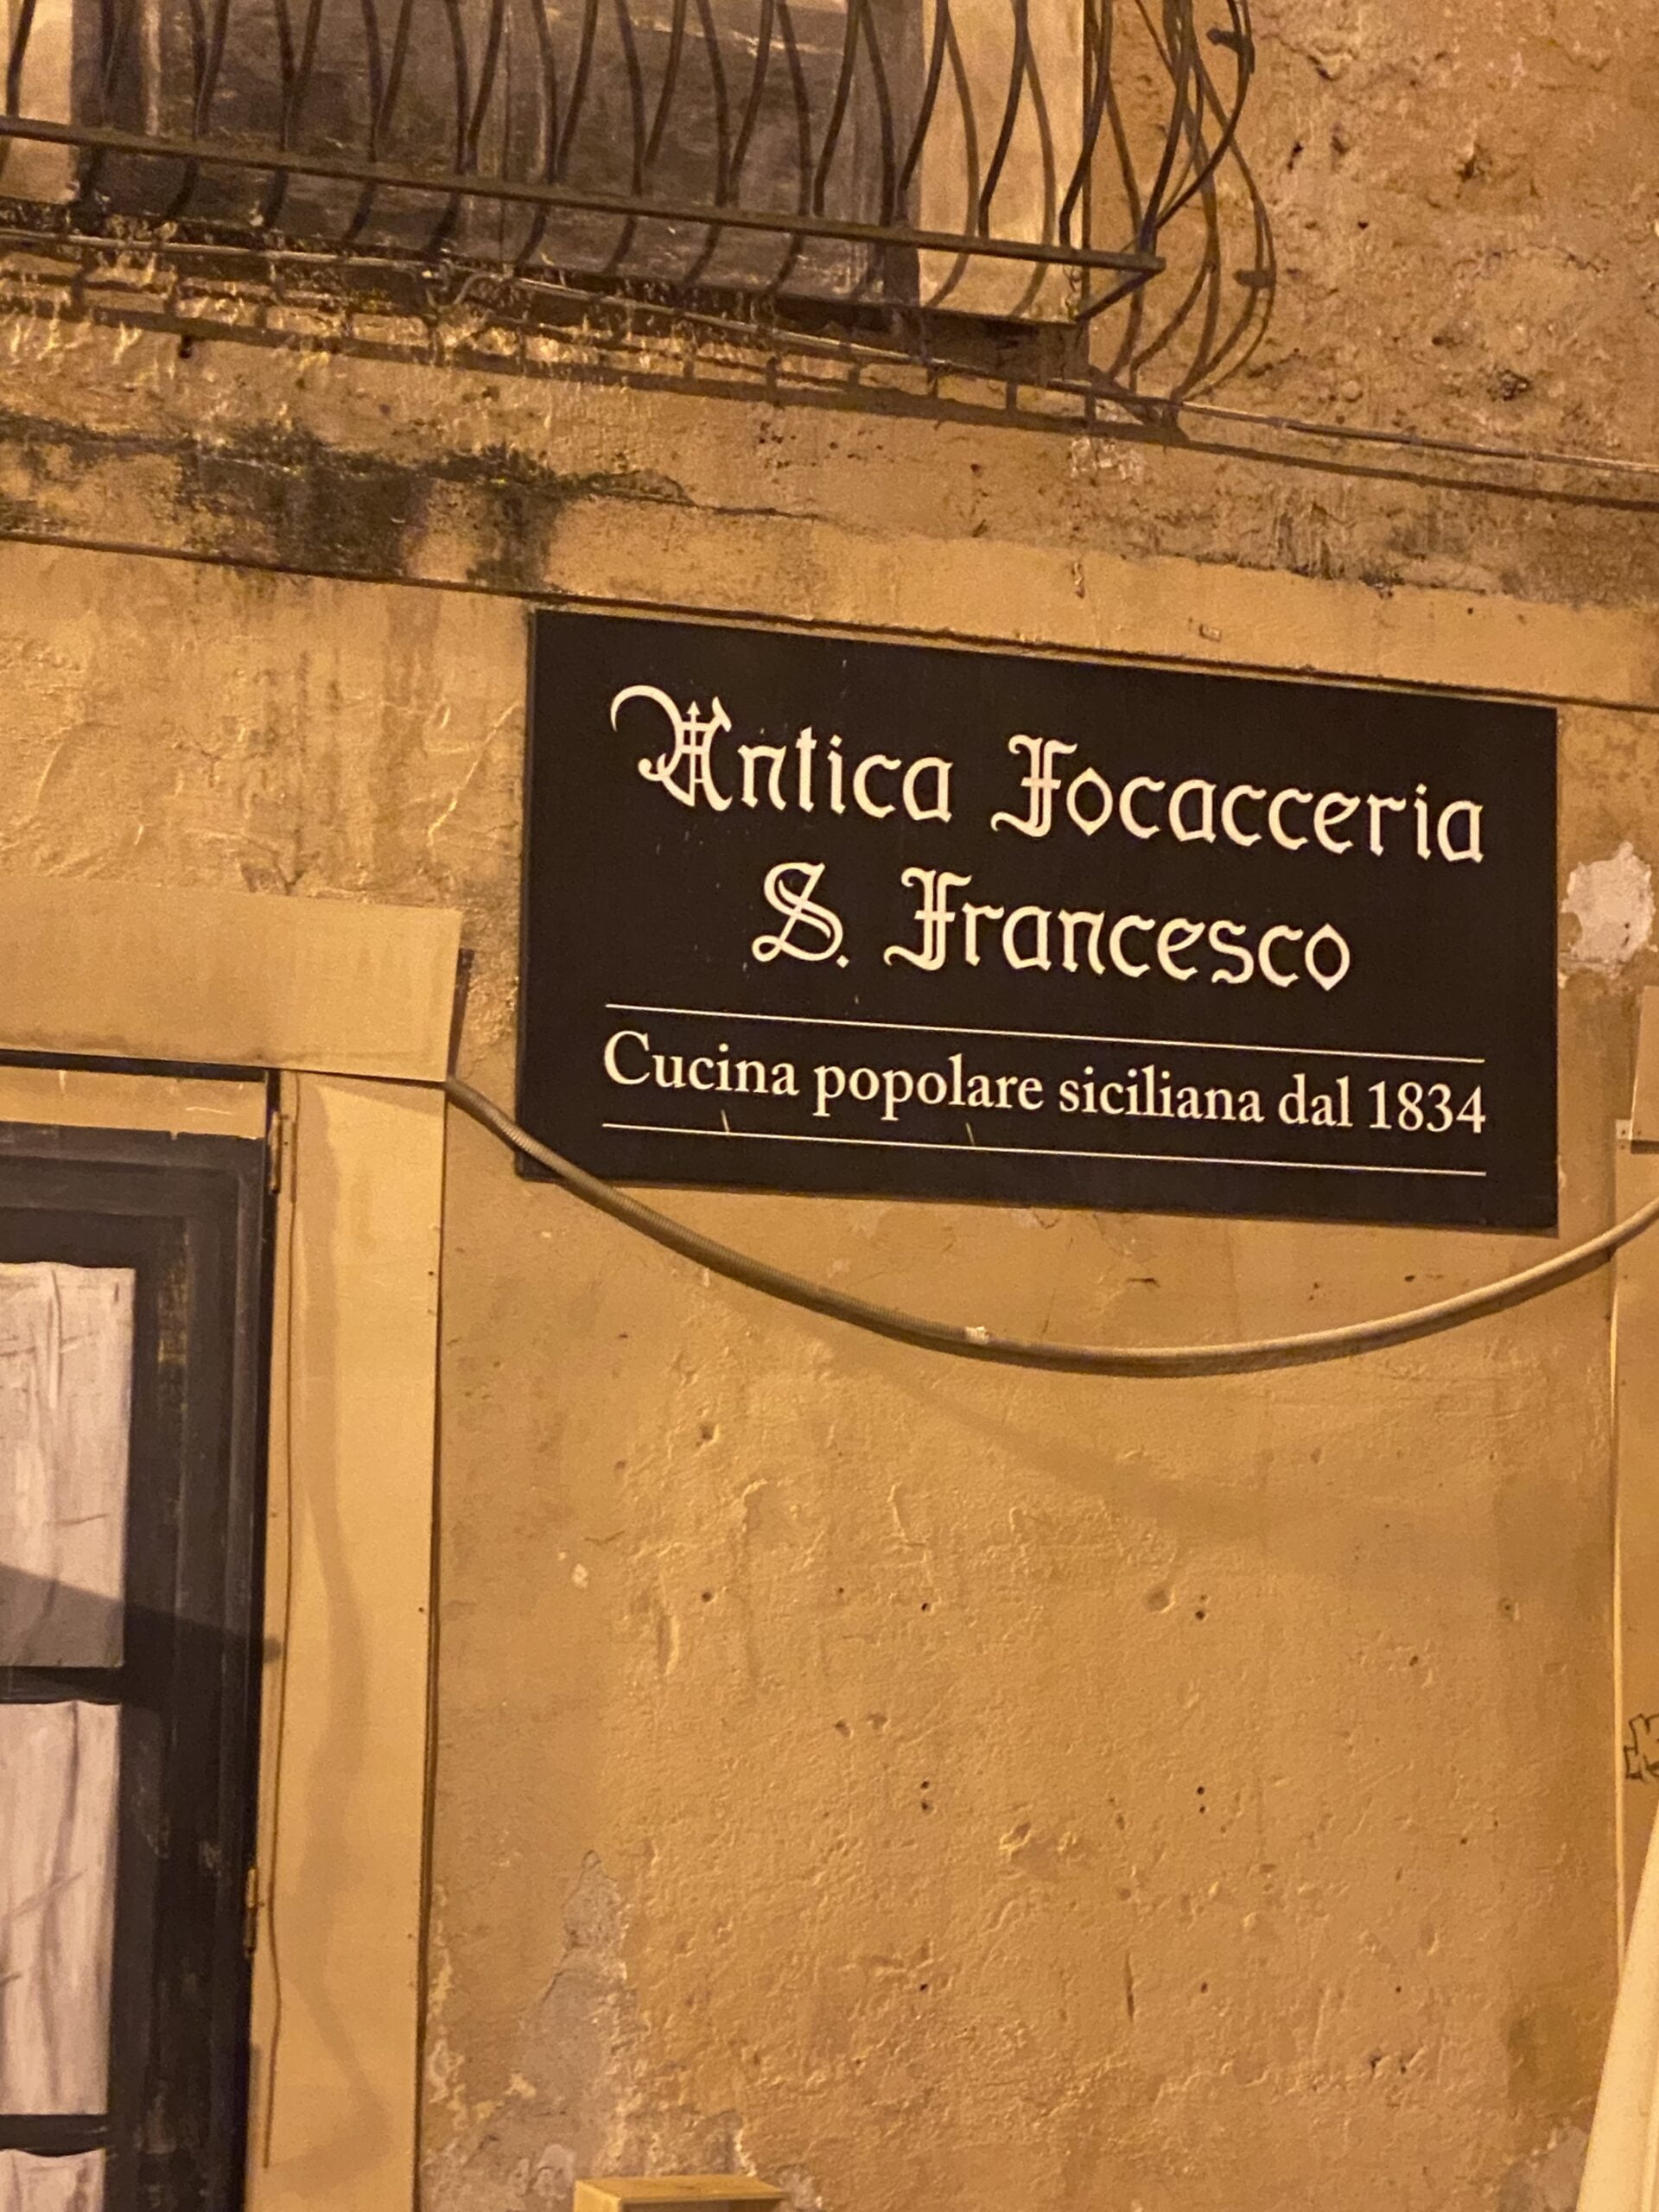 Antica Focacceria
S. Francesco
Cucina popolare siciliana dal 1834